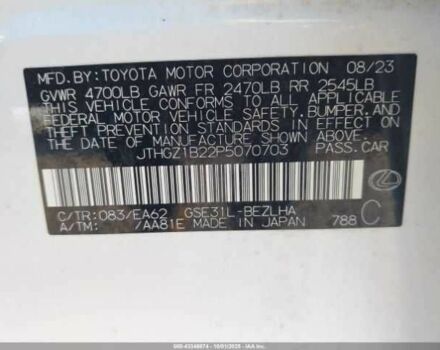 MFD. BY: TOYOTA MOTOR CORPORATION 08/23
GVWR 4700LB GAWR FR 2470LB RR 2545LB
THIS VEHICLE CONFORMS TO ALL APPLICABLE
FEDERAL MOTOR VEHICLE SAFETY, BUMPER, AND
THEFT PREVENTION STANDARDS IN EFFECT ON
THE DATE OF MANUFACTURE SHOWN ABOVE.
JTHGZ1B22P5070703 PASS.CAR
C/TR: 083/EA62 GSE31L-BEZLHA
A/TM: /AA81E MADE IN JAPAN 788 C